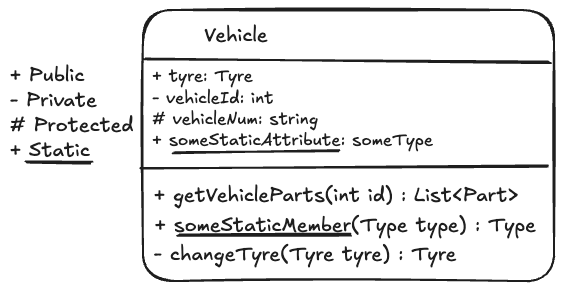 + Public
- Private
# Protected
+ Static
Vehicle
+ tyre: Tyre
- vehicleId: int
# vehicleNum: string
+ someStaticAttribute: someType
+ getVehicleParts(int id) : List<Part>
+ someStaticMember(Type type) : Type
- changeTyre(Tyre tyre) : Tyre